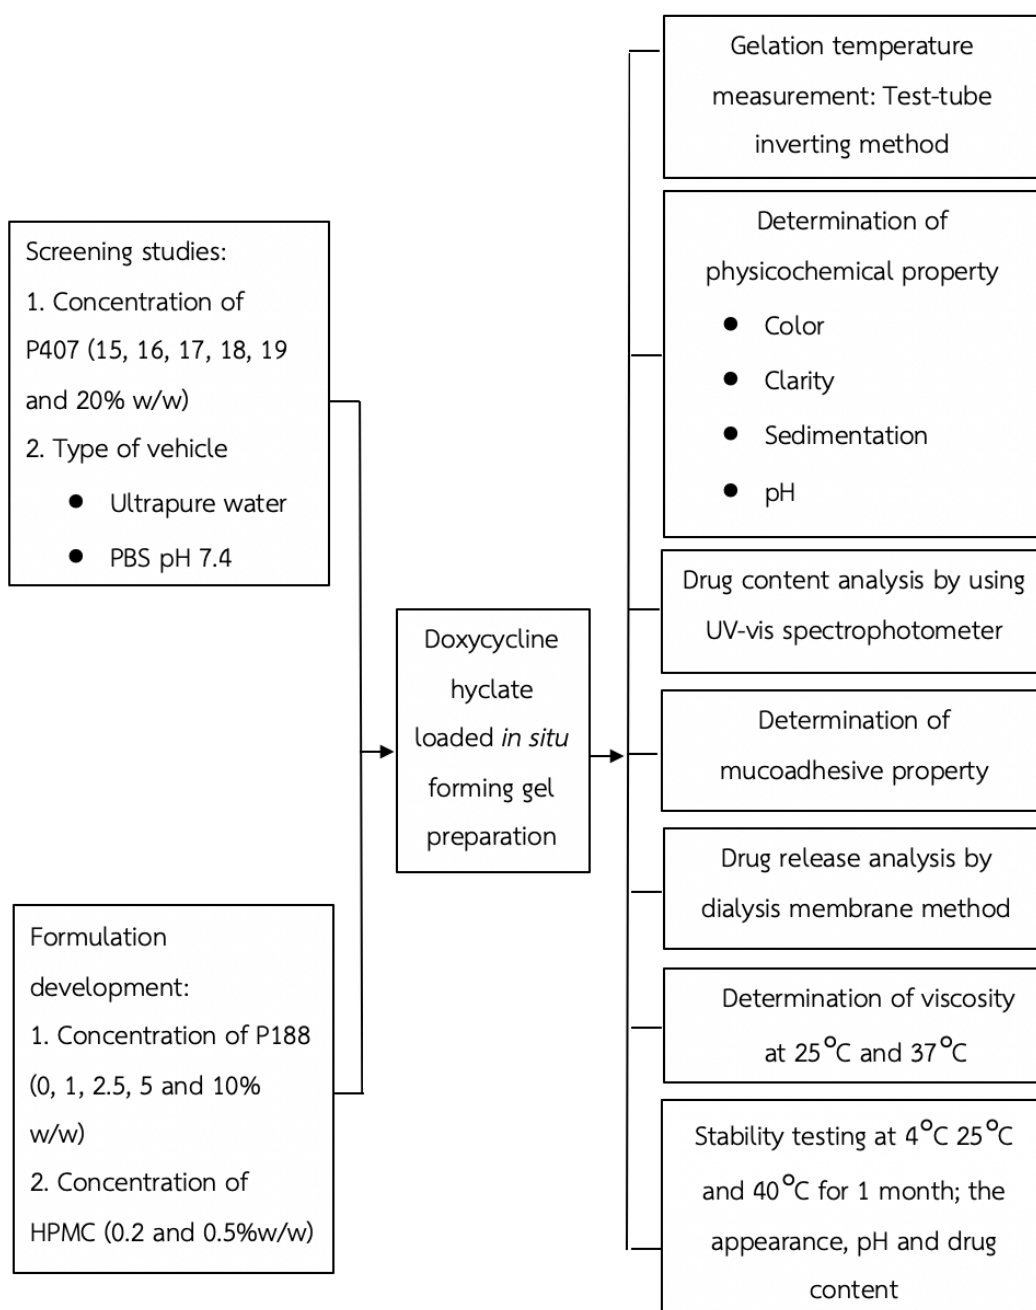 Screening studies:
1. Concentration of
P407 (15, 16, 17, 18, 19
and 20% w/w)
2. Type of vehicle
● Ultrapure water
● PBS pH 7.4
Formulation
development:
1. Concentration of P188
(0, 1, 2.5, 5 and 10%
w/w)
2. Concentration of
HPMC (0.2 and 0.5%w/w)
Doxycycline
hyclate
loaded in situ
forming gel
preparation
Gelation temperature
measurement: Test-tube
inverting method
Determination of
physicochemical property
● Color
● Clarity
● Sedimentation
● pH
Drug content analysis by using
UV-vis spectrophotometer
Determination of
mucoadhesive property
Drug release analysis by
dialysis membrane method
Determination of viscosity
at 25°C and 37°C
Stability testing at 4°C 25°C
and 40°C for 1 month; the
appearance, pH and drug
content